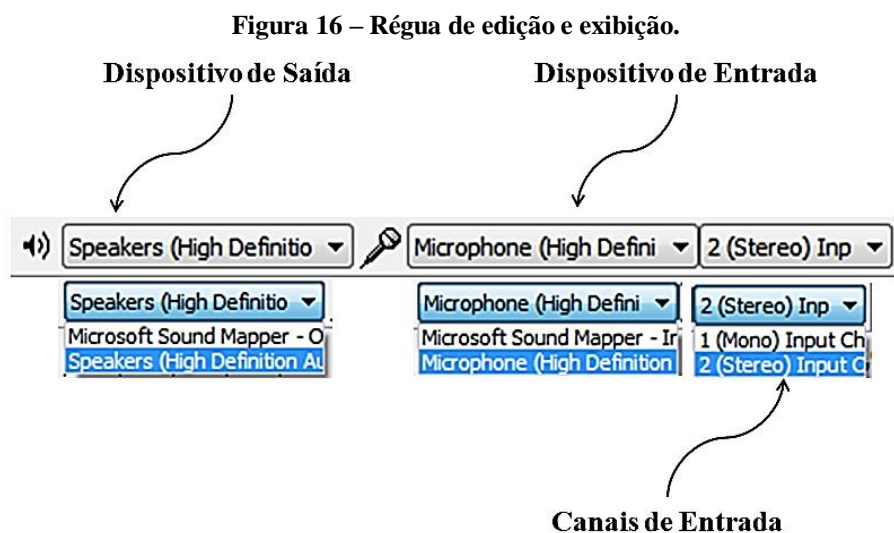 Figura 16 – Régua de edição e exibição.
Dispositivo de Saída
Dispositivo de Entrada
Speakers (High Definitio
Microphone (High Defini
2 (Stereo) Inp
Speakers (High Definitio
Microphone (High Defini
2 (Stereo) Inp
Microsoft Sound Mapper - O
Microsoft Sound Mapper - Ir
1 (Mono) Input Ch
Speakers (High Definition Au
Microphone (High Definition
2 (Stereo) Input C
Canais de Entrada